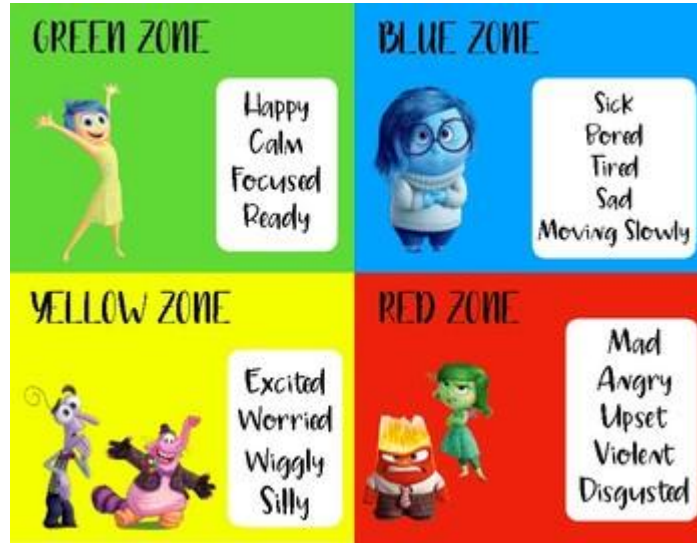 GREEN ZONE
Happy
Calm
Focused
Ready
BLUE ZONE
Sick
Bored
Tired
Sad
Moving Slowly
YELLOW ZONE
Excited
Worried
Wiggly
Silly
RED ZONE
Mad
Angry
Upset
Violent
Disgusted